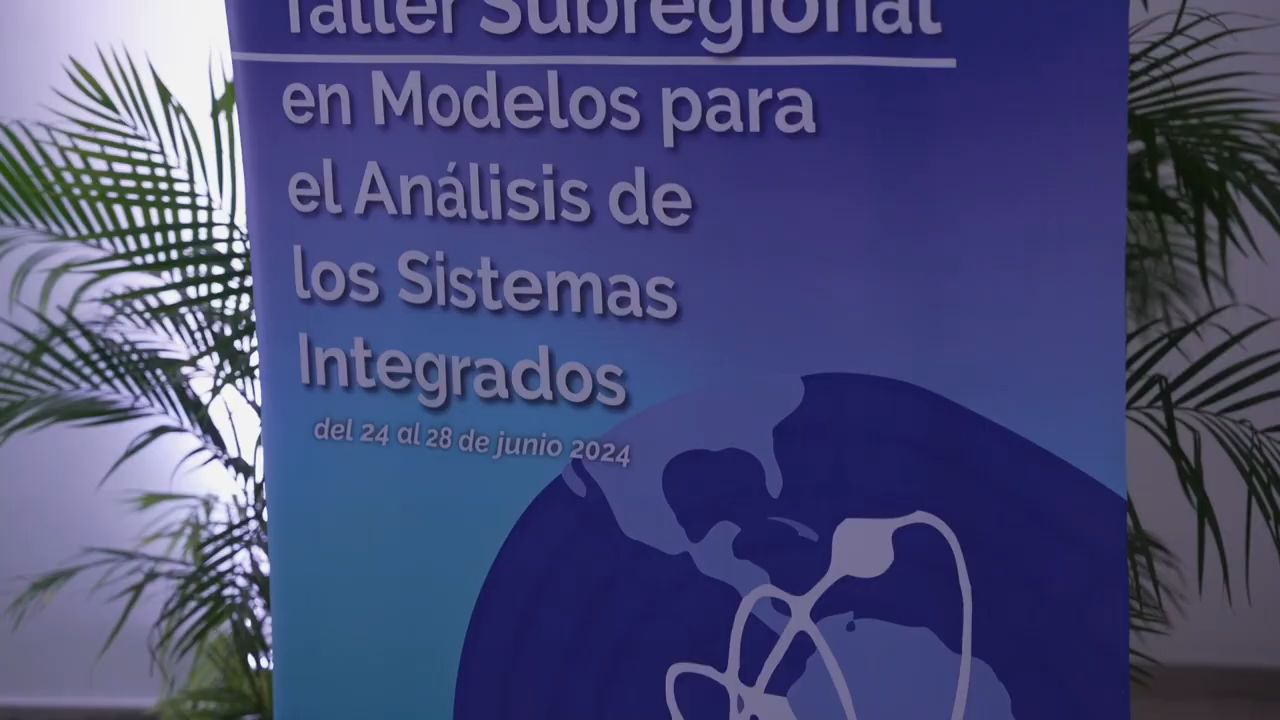 Taller Subregional
en Modelos para
el Análisis de
los Sistemas
Integrados
del 24 al 28 de junio 2024